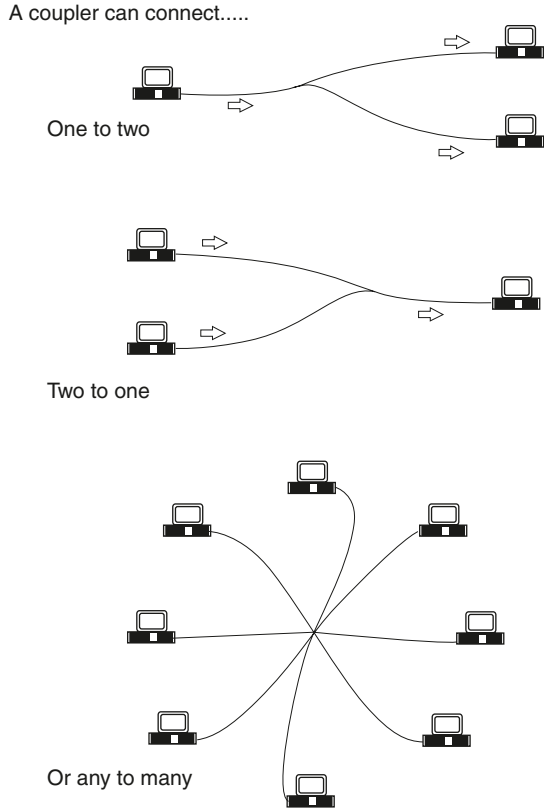 A coupler can connect.....
One to two
Two to one
Or any to many